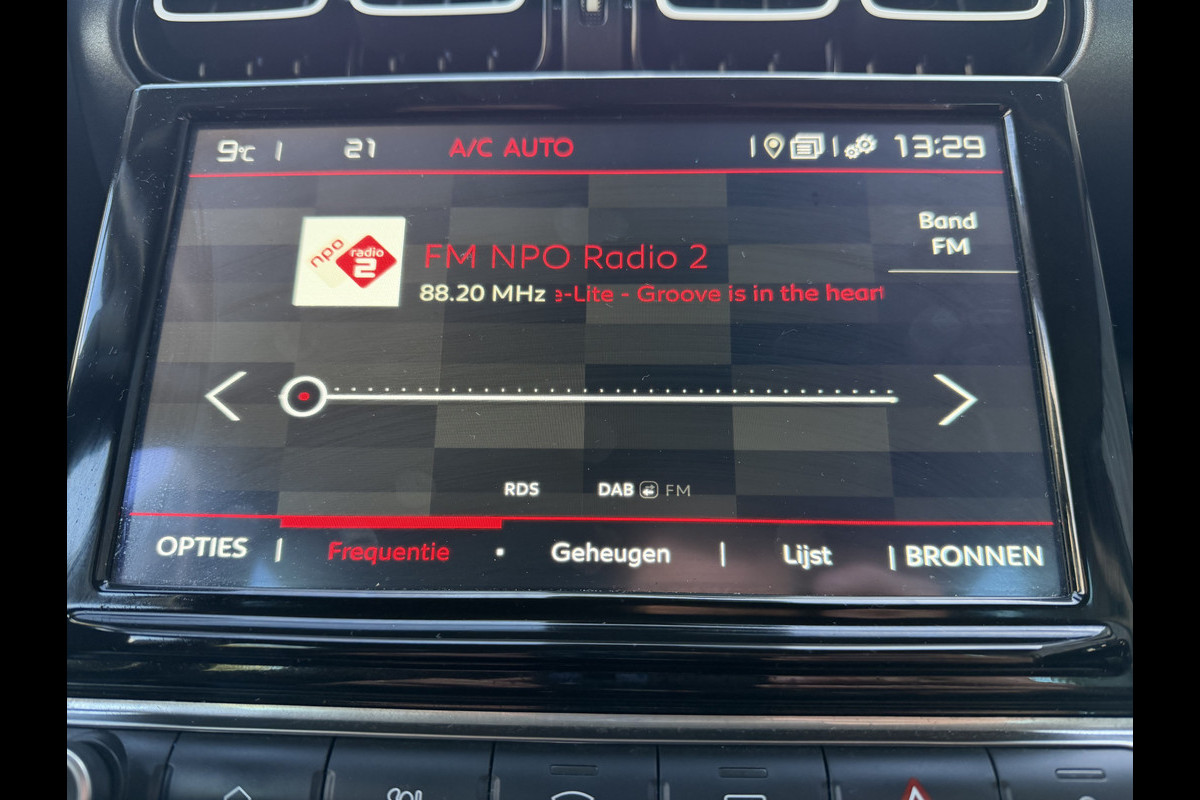 9°C 21 A/C AUTO 13:29
Band
FM
npo radio 2
FM NPO Radio 2
88.20 MHz e-Lite - Groove is in the heart
RDS DAB FM
OPTIES Frequentie Geheugen Lijst BRONNEN